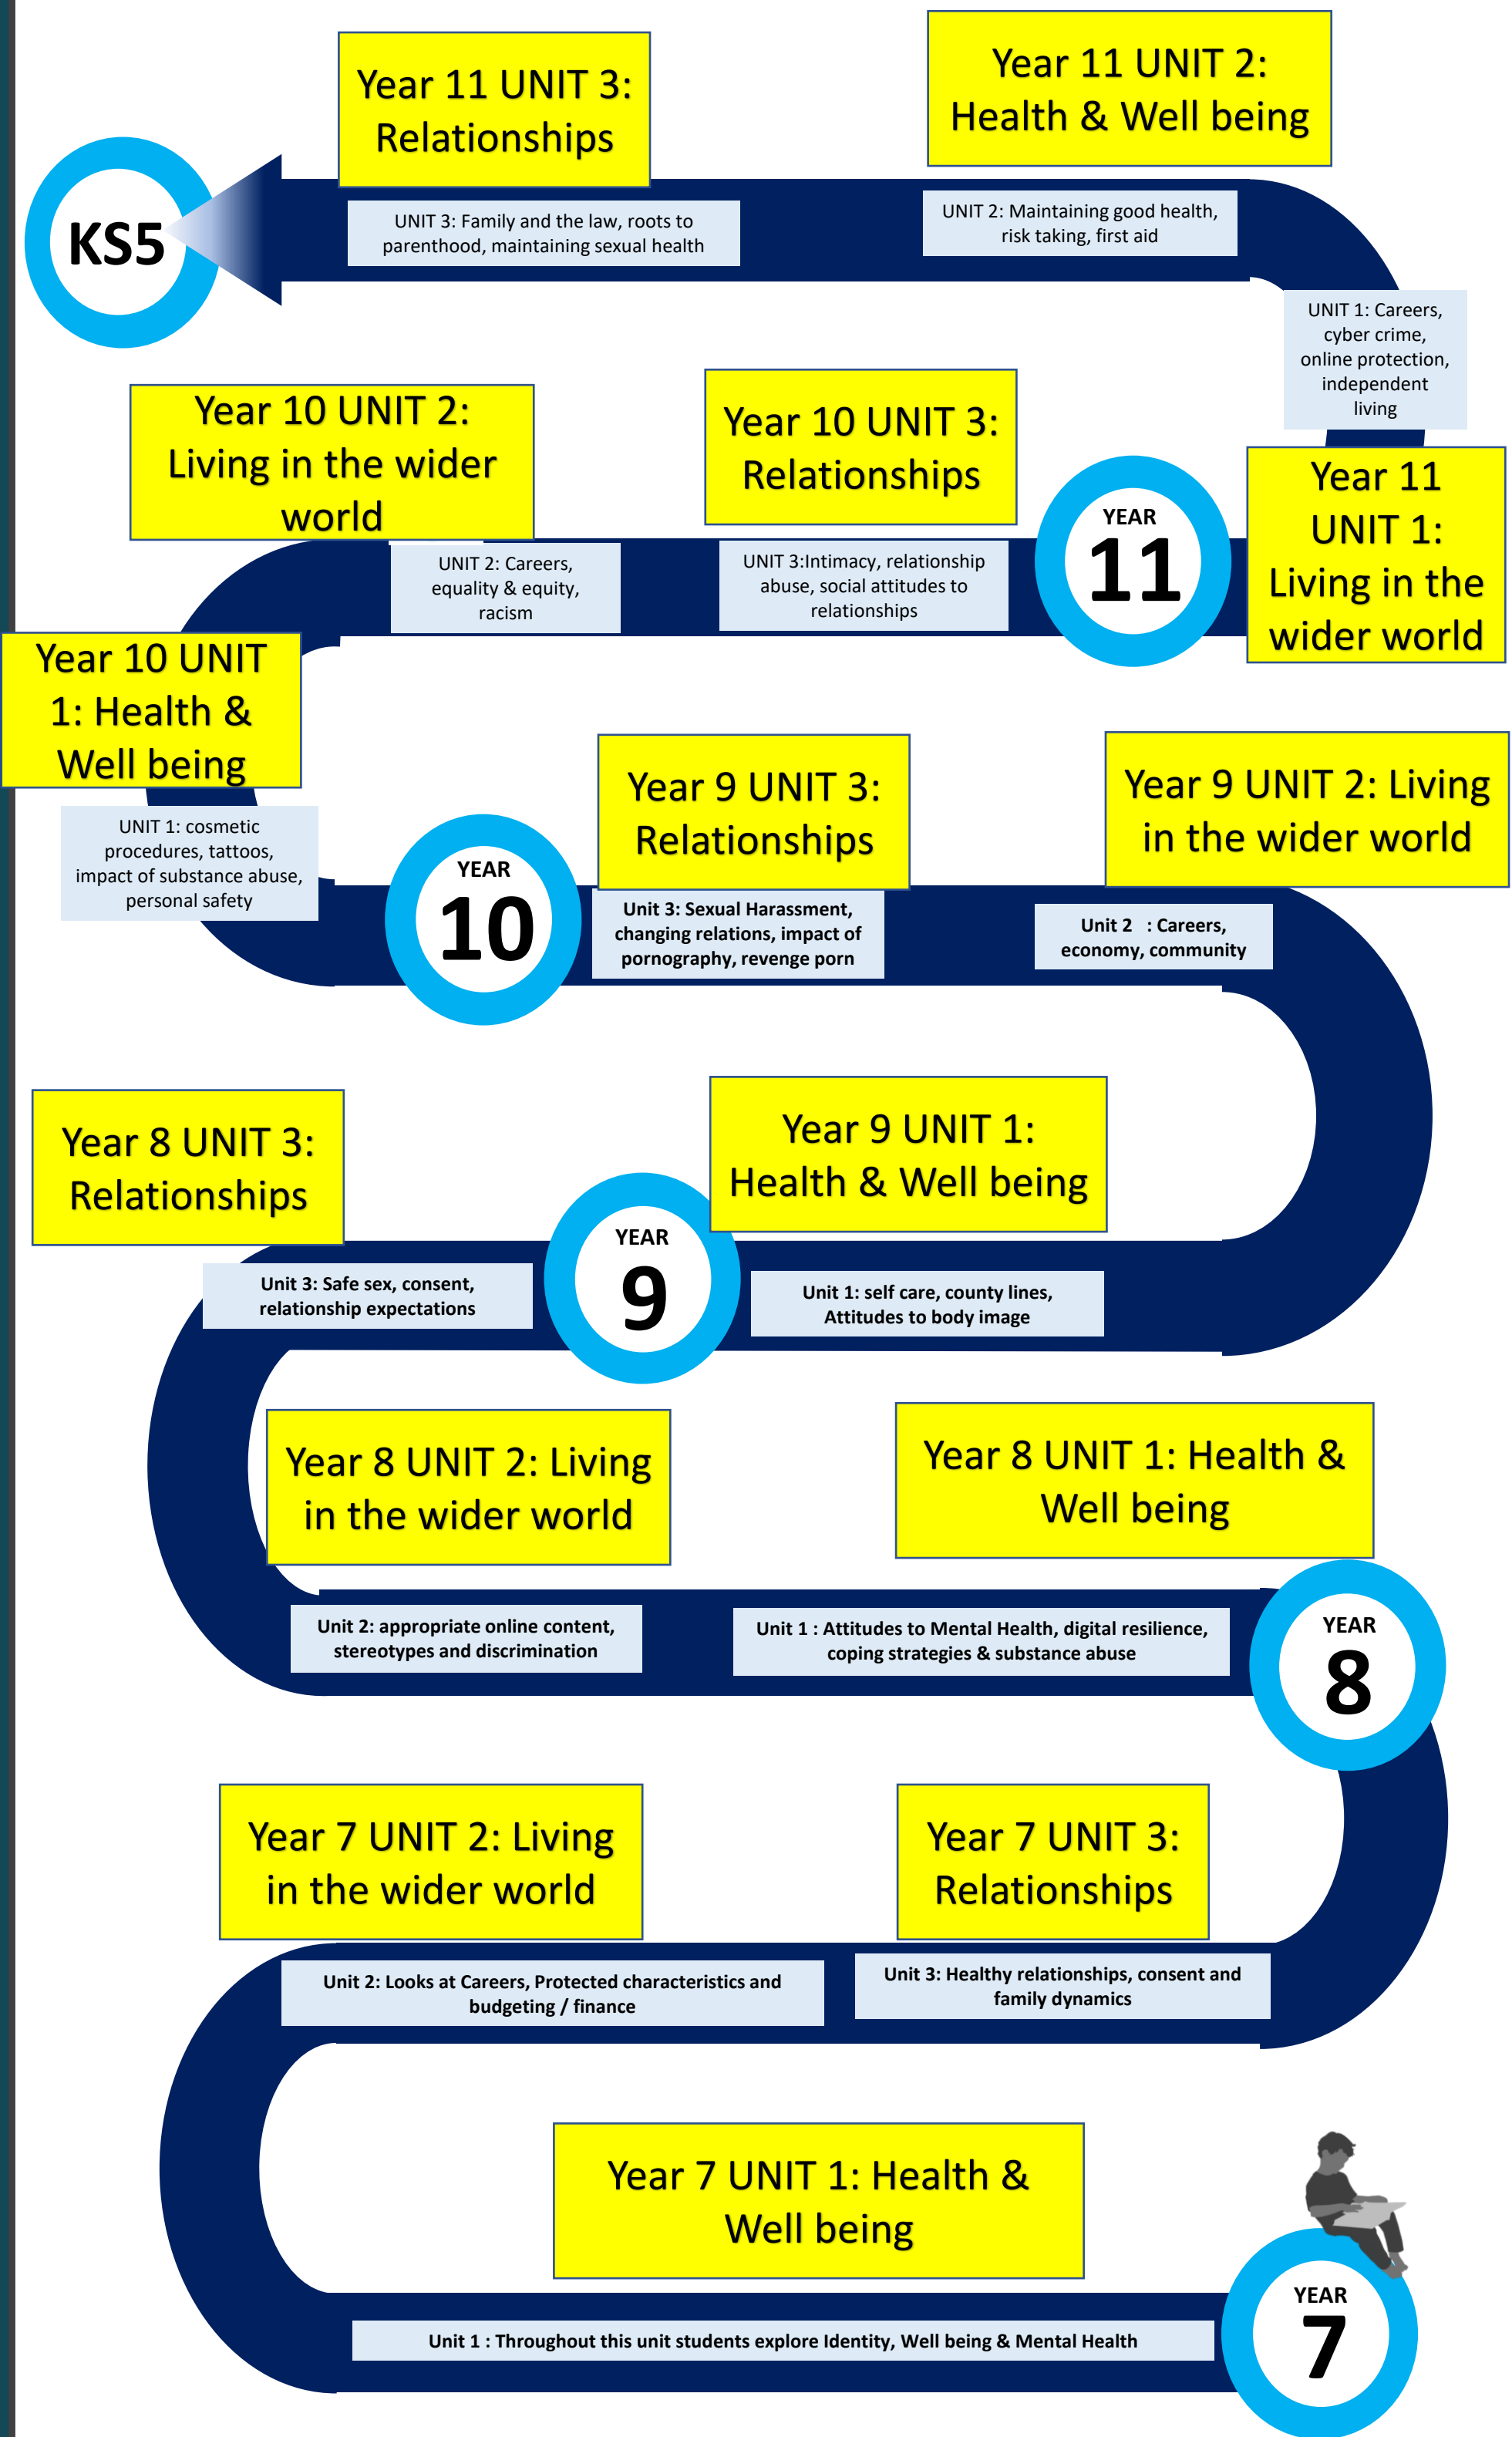 Year 11 UNIT 3:
Relationships
Year 11 UNIT 2:
Health & Well being
KS5
UNIT 3: Family and the law, roots to
parenthood, maintaining sexual health
UNIT 2: Maintaining good health,
risk taking, first aid
UNIT 1: Careers,
cyber crime,
online protection,
independent
living
Year 10 UNIT 2:
Living in the wider
world
Year 10 UNIT 3:
Relationships
YEAR
11
Year 11
UNIT 1:
Living in the
wider world
UNIT 2: Careers,
equality & equity,
racism
UNIT 3:Intimacy, relationship
abuse, social attitudes to
relationships
Year 10 UNIT
1: Health &
Well being
UNIT 1: cosmetic
procedures, tattoos,
impact of substance abuse,
personal safety
YEAR
10
Year 9 UNIT 3:
Relationships
Year 9 UNIT 2: Living
in the wider world
Unit 3: Sexual Harassment,
changing relations, impact of
pornography, revenge porn
Unit 2 : Careers,
economy, community
Year 8 UNIT 3:
Relationships
Year 9 UNIT 1:
Health & Well being
Unit 3: Safe sex, consent,
relationship expectations
YEAR
9
Unit 1: self care, county lines,
Attitudes to body image
Year 8 UNIT 2: Living
in the wider world
Year 8 UNIT 1: Health &
Well being
Unit 2: appropriate online content,
stereotypes and discrimination
Unit 1 : Attitudes to Mental Health, digital resilience,
coping strategies & substance abuse
YEAR
8
Year 7 UNIT 2: Living
in the wider world
Year 7 UNIT 3:
Relationships
Unit 2: Looks at Careers, Protected characteristics and
budgeting / finance
Unit 3: Healthy relationships, consent and
family dynamics
Year 7 UNIT 1: Health &
Well being
Unit 1 : Throughout this unit students explore Identity, Well being & Mental Health
YEAR
7